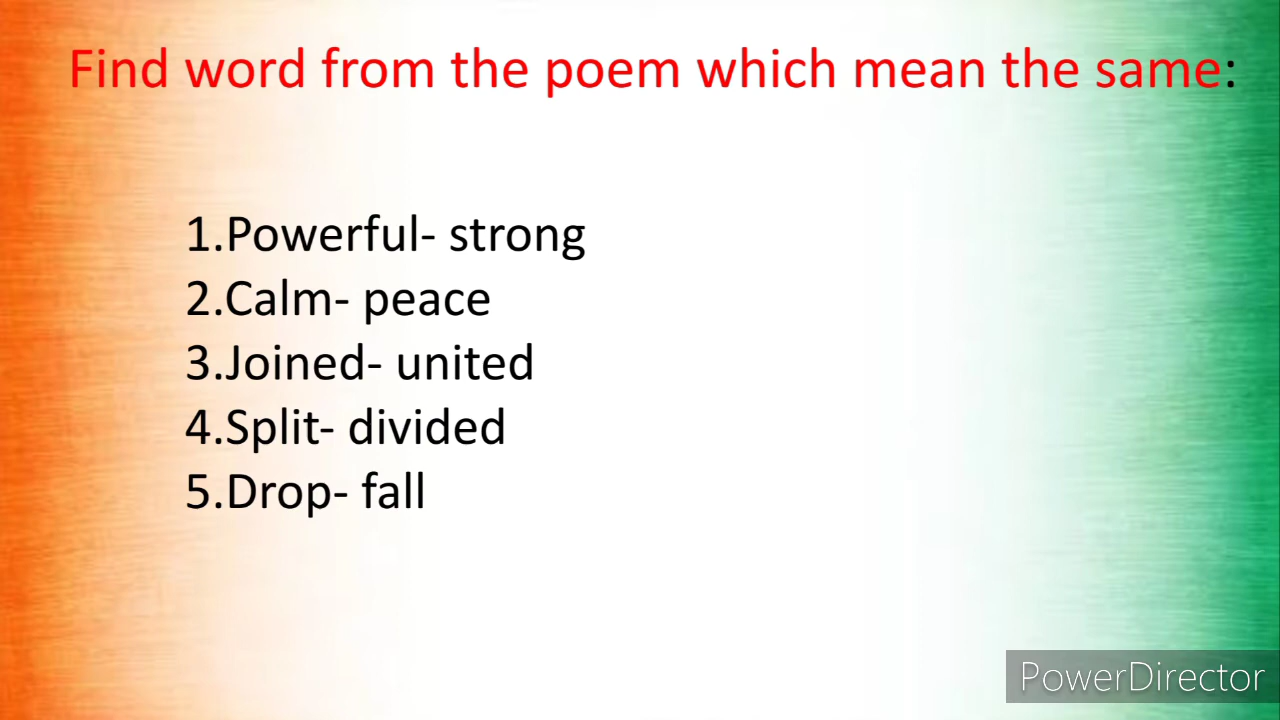 Find word from the poem which mean the same:
1.Powerful- strong
2.Calm- peace
3.Joined- united
4.Split- divided
5.Drop- fall
PowerDirector